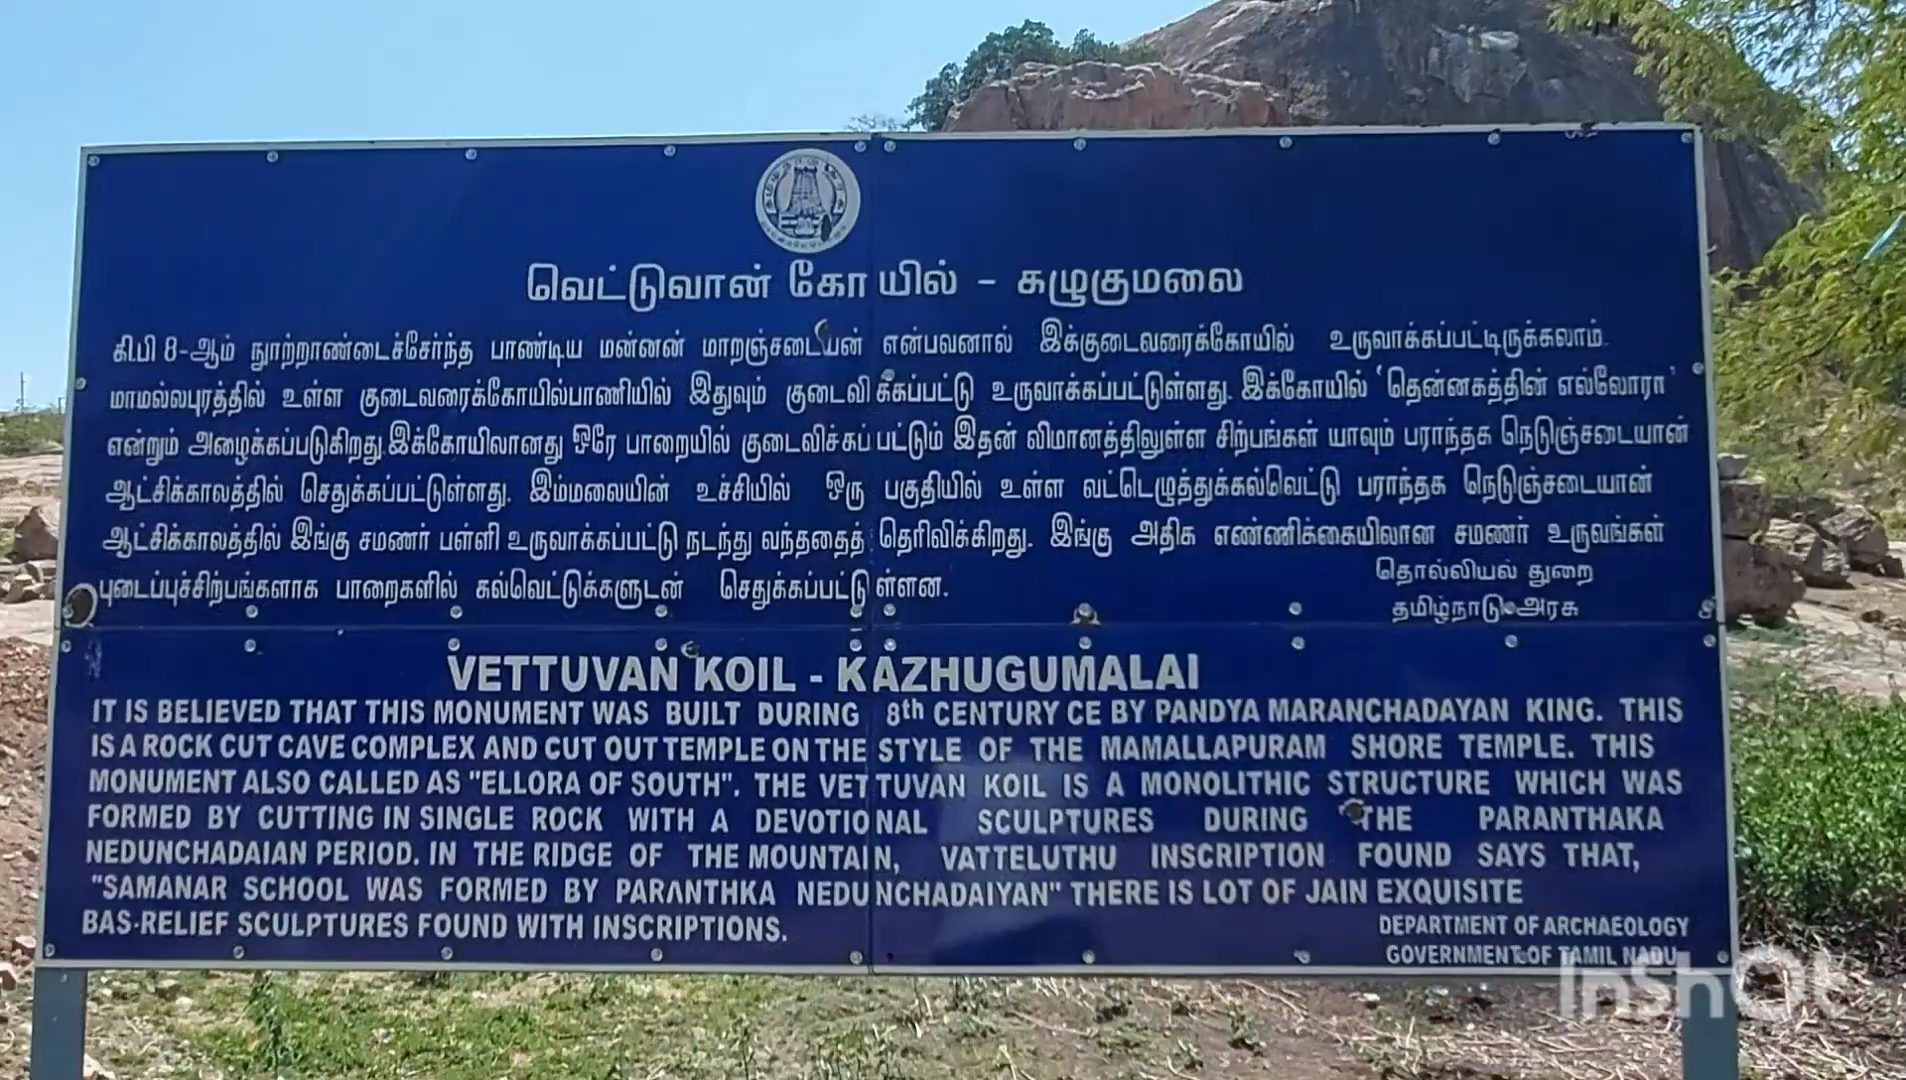 வெட்டுவான் கோயில் - கழுகுமலை
கி.பி 8-ஆம் நூற்றாண்டைச்சேர்ந்த பாண்டிய மன்னன் மாறஞ்சடையன் என்பவனால் இக்குடைவரைக்கோயில் உருவாக்கப்பட்டிருக்கலாம்.
மாமல்லபுரத்தில் உள்ள குடைவரைக்கோயில்பாணியில் இதுவும் குடைவிக்கப்பட்டு உருவாக்கப்பட்டுள்ளது. இக்கோயில் 'தென்னகத்தின் எல்லோரா'
என்றும் அழைக்கப்படுகிறது.இக்கோயிலானது ஒரே பாறையில் குடைவிச்கப்பட்டும் இதன் விமானத்திலுள்ள சிற்பங்கள் யாவும் பராந்தக நெடுஞ்சடையான்
ஆட்சிக்காலத்தில் செதுக்கப்பட்டுள்ளது. இம்மலையின் உச்சியில் ஒரு பகுதியில் உள்ள வட்டெழுத்துக்கல்வெட்டு பராந்தக நெடுஞ்சடையான்
ஆட்சிக்காலத்தில் இங்கு சமணர் பள்ளி உருவாக்கப்பட்டு நடந்து வந்ததைத் தெரிவிக்கிறது. இங்கு அதிக எண்ணிக்கையிலான சமணர் உருவங்கள்
புடைப்புச்சிற்பங்களாக பாறைகளில் கல்வெட்டுக்களுடன் செதுக்கப்பட்டுள்ளன.
தொல்லியல் துறை
தமிழ்நாடு அரசு
VETTUVAN KOIL - KAZHUGUMALAI
IT IS BELIEVED THAT THIS MONUMENT WAS BUILT DURING 8th CENTURY CE BY PANDYA MARANCHADAYAN KING. THIS
IS A ROCK CUT CAVE COMPLEX AND CUT OUT TEMPLE ON THE STYLE OF THE MAMALLAPURAM SHORE TEMPLE. THIS
MONUMENT ALSO CALLED AS "ELLORA OF SOUTH". THE VETTUVAN KOIL IS A MONOLITHIC STRUCTURE WHICH WAS
FORMED BY CUTTING IN SINGLE ROCK WITH A DEVOTIONAL SCULPTURES DURING THE PARANTHAKA
NEDUNCHADAIAN PERIOD. IN THE RIDGE OF THE MOUNTAIN, VATTELUTHU INSCRIPTION FOUND SAYS THAT,
"SAMANAR SCHOOL WAS FORMED BY PARANTHKA NEDUNCHADAIYAN" THERE IS LOT OF JAIN EXQUISITE
BAS-RELIEF SCULPTURES FOUND WITH INSCRIPTIONS.
DEPARTMENT OF ARCHAEOLOGY
GOVERNMENT OF TAMIL NADU
InShOt